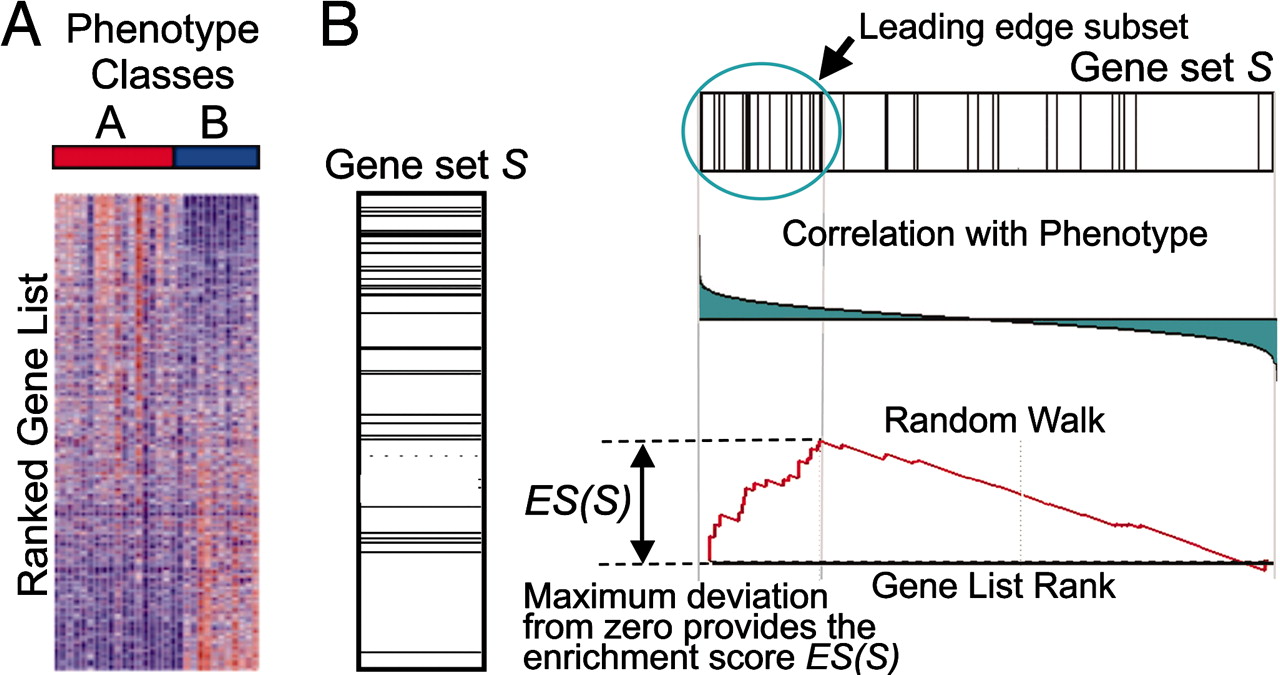 A
Phenotype
Classes
A B
Ranked Gene List
B
Gene set S
Leading edge subset
Gene set S
Correlation with Phenotype
Random Walk
ES(S)
Gene List Rank
Maximum deviation
from zero provides the
enrichment score ES(S)